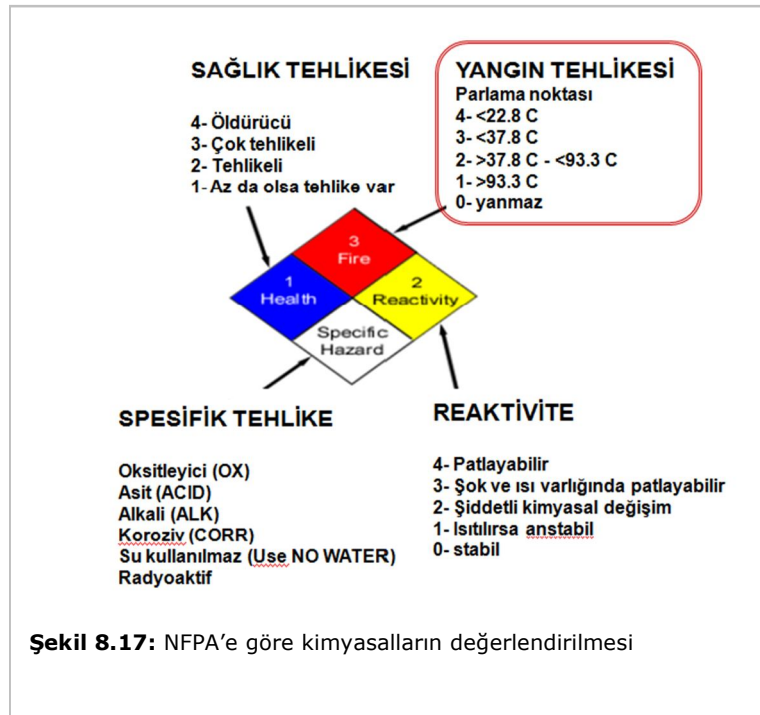 SAĞLIK TEHLİKESİ
4- Öldürücü
3- Çok tehlikeli
2- Tehlikeli
1- Az da olsa tehlike var
YANGIN TEHLİKESİ
Parlama noktası
4- <22.8 C
3- <37.8 C
2- >37.8 C - <93.3 C
1- >93.3 C
0- yanmaz
3
Fire
1
Health
2
Reactivity
Specific
Hazard
SPESİFİK TEHLİKE
Oksitleyici (OX)
Asit (ACID)
Alkali (ALK)
Koroziv (CORR)
Su kullanılmaz (Use NO WATER)
Radyoaktif
REAKTİVİTE
4- Patlayabilir
3- Şok ve ısı varlığında patlayabilir
2- Şiddetli kimyasal değişim
1- Isıtılırsa anstabil
0- stabil
Şekil 8.17: NFPA’e göre kimyasalların değerlendirilmesi